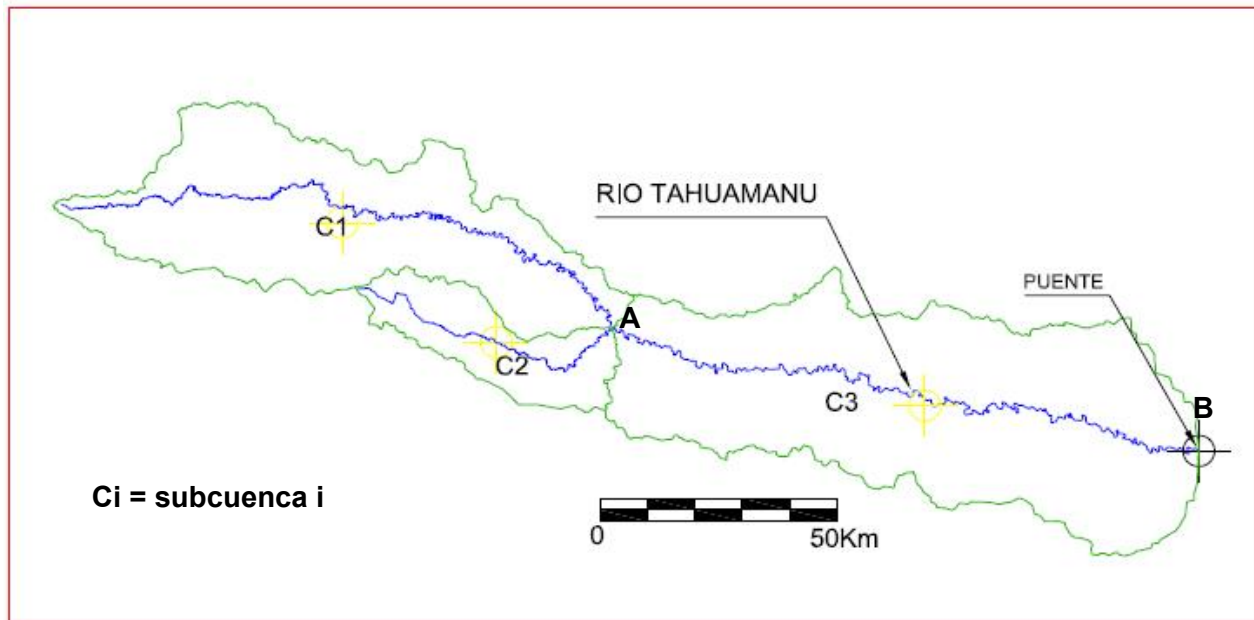 C1
RIO TAHUAMANU
PUENTE
A
C2
C3
B
Ci = subcuenca i
0 50Km